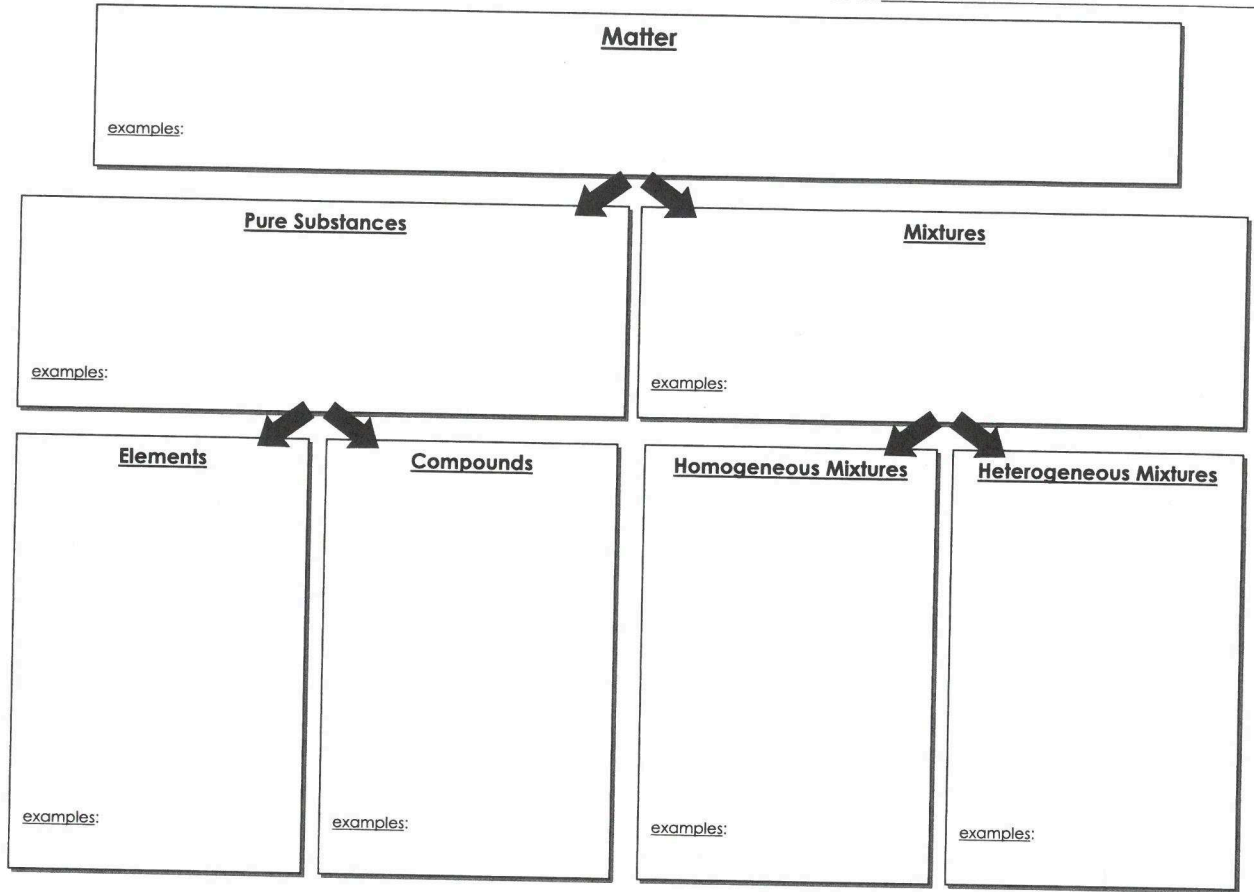 Matter
examples:
Pure Substances
Mixtures
examples:
examples:
Elements
Compounds
Homogeneous Mixtures
Heterogeneous Mixtures
examples:
examples:
examples:
examples: